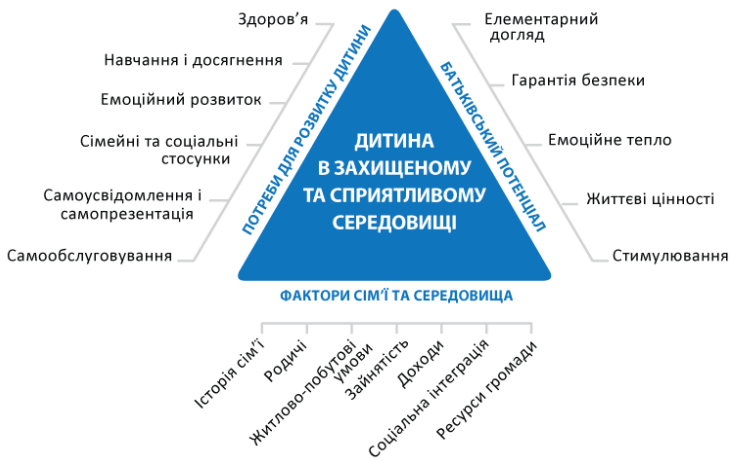 Здоров’я
Навчання і досягнення
Емоційний розвиток
Сімейні та соціальні
стосунки
Самоусвідомлення і
самопрезентація
Самообслуговування
ПОТРЕБИ ДЛЯ РОЗВИТКУ ДИТИНИ
ДИТИНА
В ЗАХИЩЕНОМУ
ТА СПРИЯТЛИВОМУ
СЕРЕДОВИЩІ
БАТЬКІВСЬКИЙ ПОТЕНЦІАЛ
Елементарний
догляд
Гарантія безпеки
Емоційне тепло
Життєві цінності
Стимулювання
ФАКТОРИ СІМ’Ї ТА СЕРЕДОВИЩА
Історія сім’ї
Родичі
Житлово-побутові
умови
Зайнятість
Доходи
Соціальна інтеграція
Ресурси громади